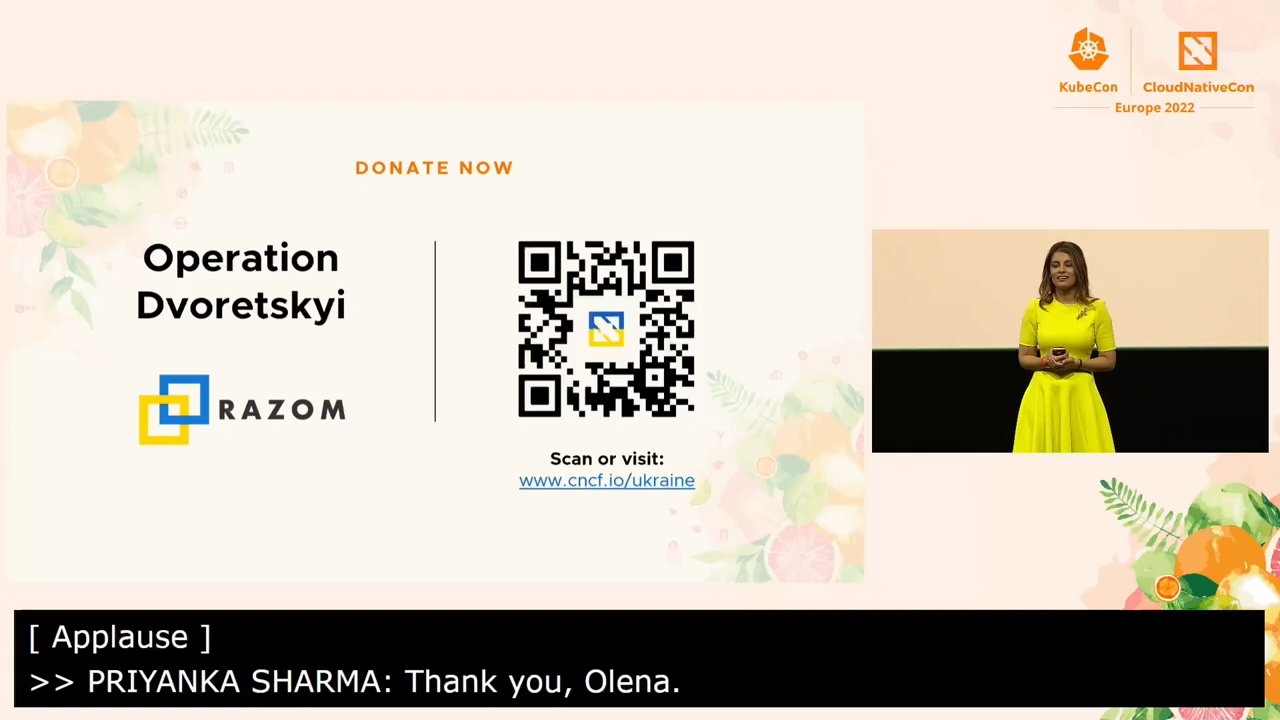 KubeCon
CloudNativeCon
Europe 2022
DONATE NOW
Operation
Dvoretskyi
RAZOM
Scan or visit:
www.cncf.io/ukraine
[ Applause ]
>> PRIYANKA SHARMA: Thank you, Olena.